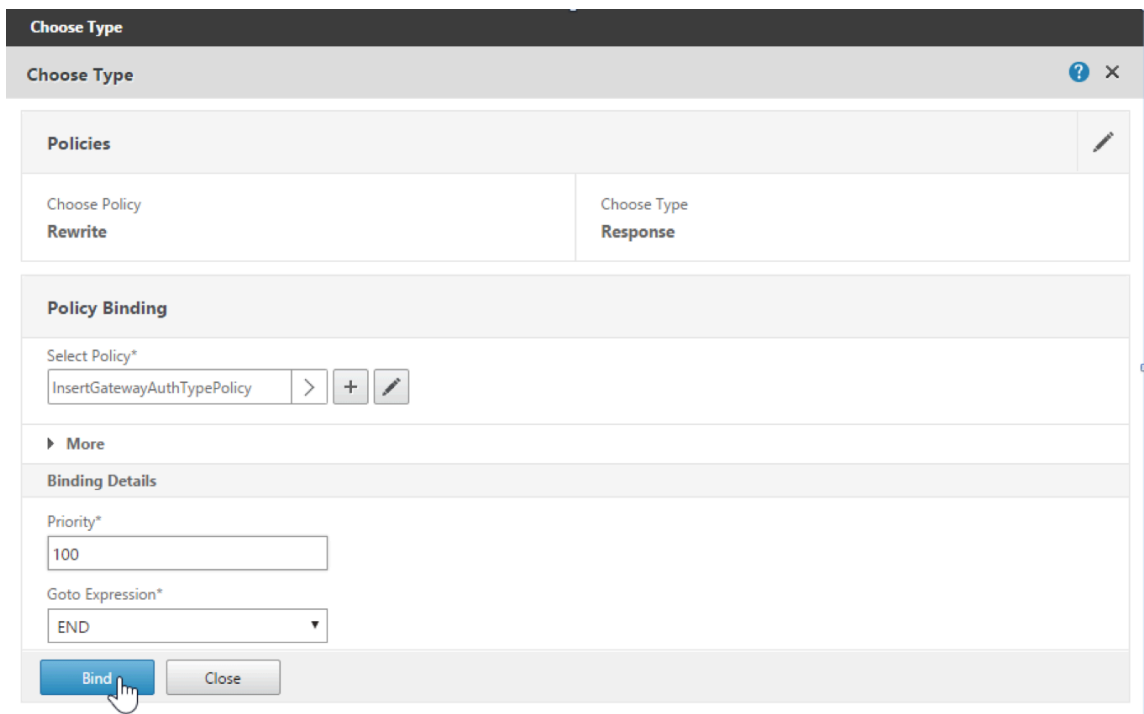 Choose Type
Choose Type
?
Policies
Choose Policy
Choose Type
Rewrite
Response
Policy Binding
Select Policy*
InsertGatewayAuthTypePolicy
+
More
Binding Details
Priority*
100
Goto Expression*
END
Bind
Close